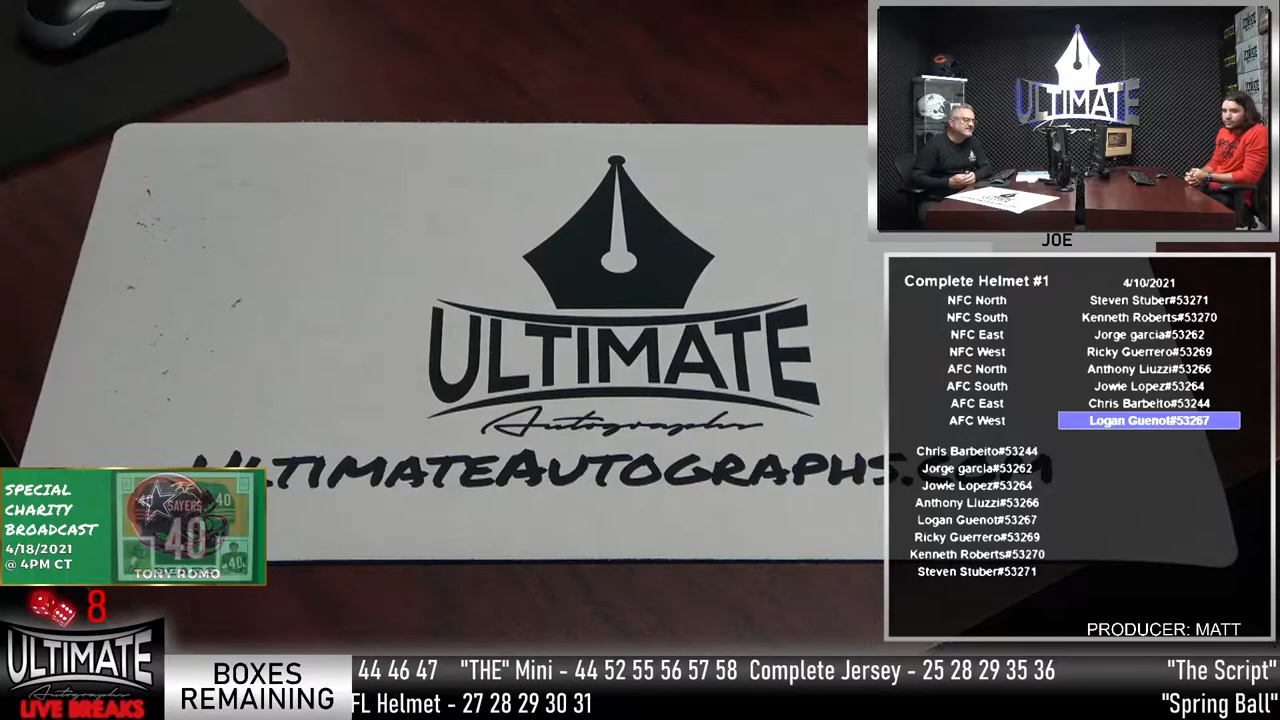 ULTIMATE
JOE
ULTIMATE
Autographs
UltimateAutographs.com
Complete Helmet #1 4/10/2021
NFC North Steven Stuber#53271
NFC South Kenneth Roberts#53270
NFC East Jorge garcia#53262
NFC West Ricky Guerrero#53269
AFC North Anthony Liuzzi#53266
AFC South Jowie Lopez#53264
AFC East Chris Barbeito#53244
AFC West Logan Guenot#53267
Chris Barbeito#53244
Jorge garcia#53262
Jowie Lopez#53264
Anthony Liuzzi#53266
Logan Guenot#53267
Ricky Guerrero#53269
Kenneth Roberts#53270
Steven Stuber#53271
PRODUCER: MATT
SPECIAL
CHARITY
BROADCAST
4/18/2021
@ 4PM CT
SAYERS
40
40
40
TONY ROMO
8
ULTIMATE
Autographs
LIVE BREAKS
BOXES
REMAINING
44 46 47 "THE" Mini - 44 52 55 56 57 58 Complete Jersey - 25 28 29 35 36 "The Script"
FL Helmet - 27 28 29 30 31 "Spring Ball"